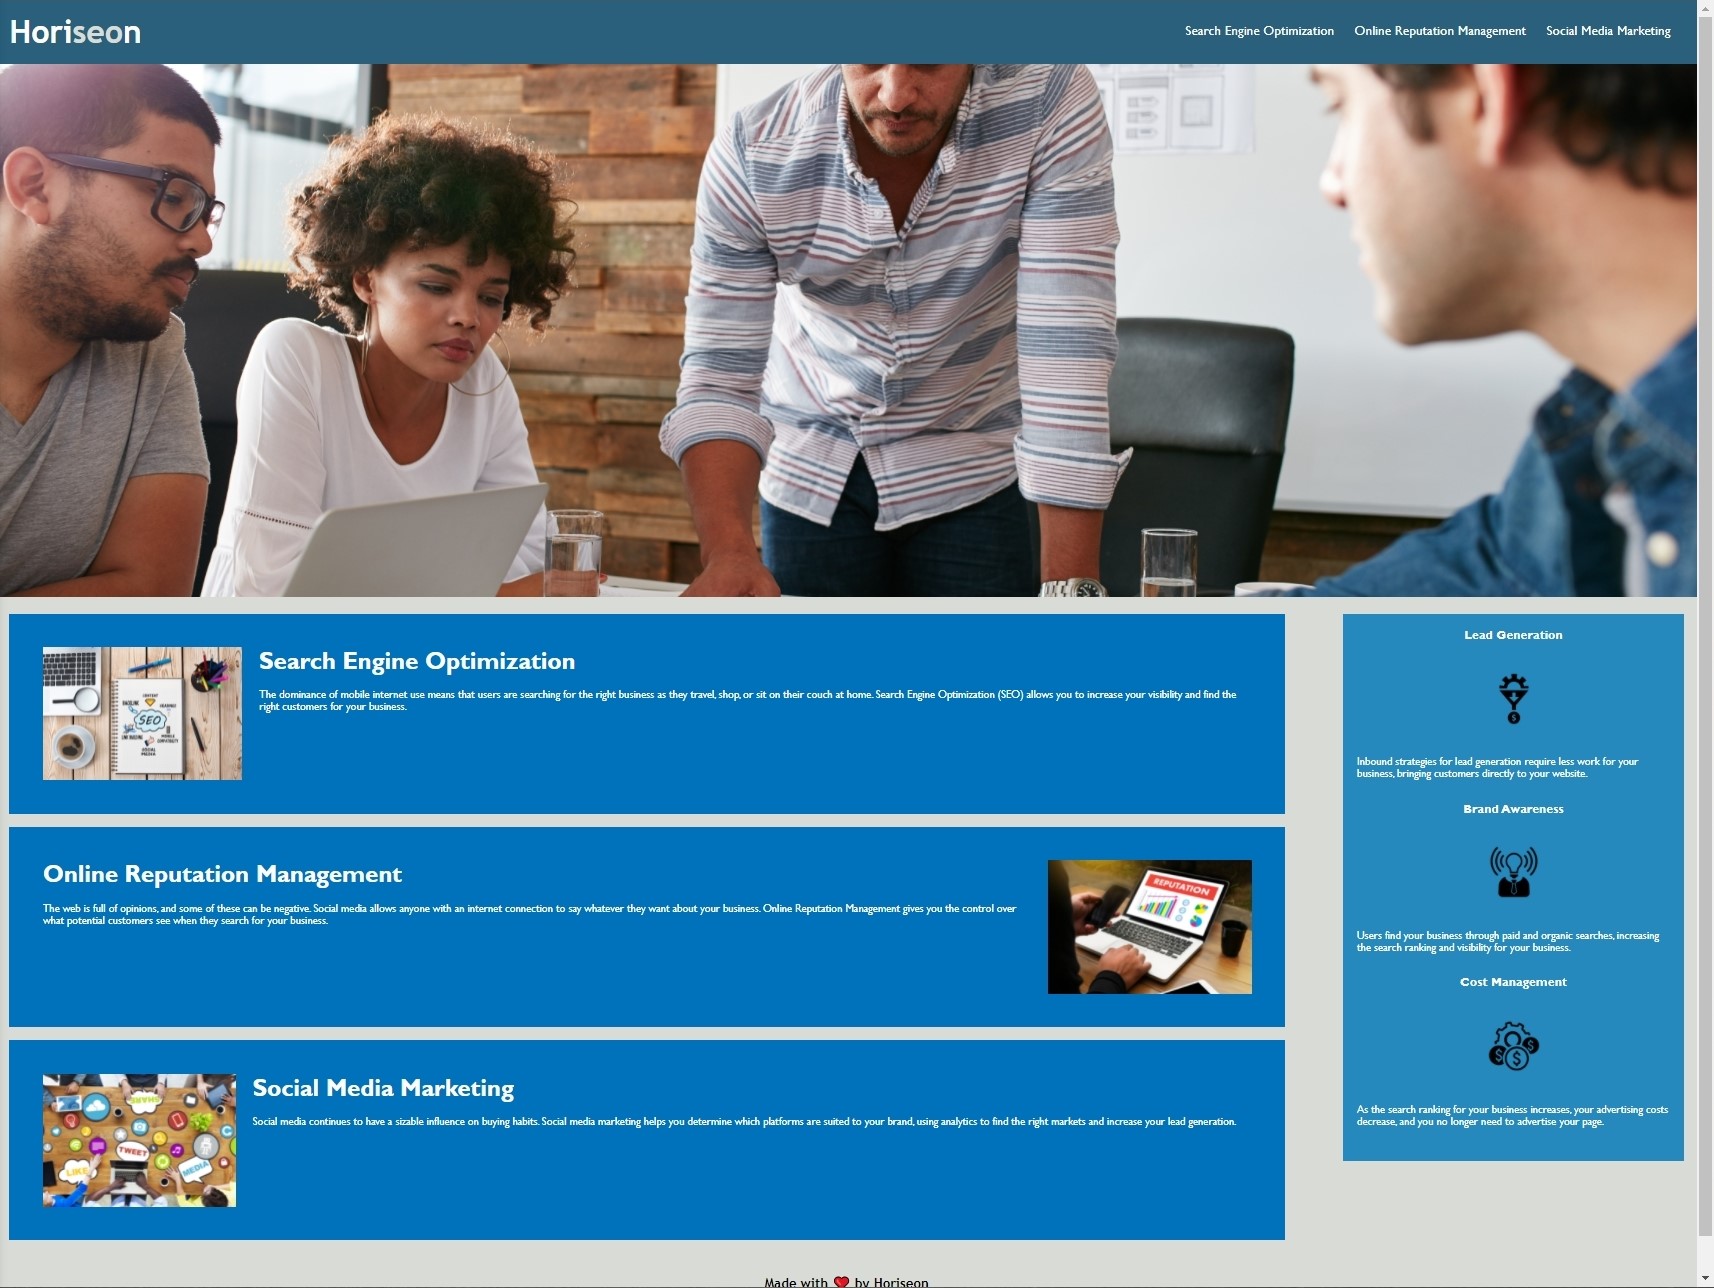 Horiseon
Search Engine Optimization
Online Reputation Management
Social Media Marketing
SEO
Search Engine Optimization
The dominance of mobile internet use means that users are searching for the right business as they travel, shop, or sit on their couch at home. Search Engine Optimization (SEO) allows you to increase your visibility and find the
right customers for your business.
Online Reputation Management
The web is full of opinions, and some of these can be negative. Social media allows anyone with an internet connection to say whatever they want about your business. Online Reputation Management gives you the control over
what potential customers see when they search for your business.
REPUTATION
SHARE
TWEET
LIKE
MEDIA
Social Media Marketing
Social media continues to have a sizable influence on buying habits. Social media marketing helps you determine which platforms are suited to your brand, using analytics to find the right markets and increase your lead generation.
Lead Generation
Inbound strategies for lead generation require less work for your
business, bringing customers directly to your website.
Brand Awareness
Users find your business through paid and organic searches, increasing
the search ranking and visibility for your business.
Cost Management
As the search ranking for your business increases, your advertising costs
decrease, and you no longer need to advertise your page.
Made with ❤️ by Horiseon